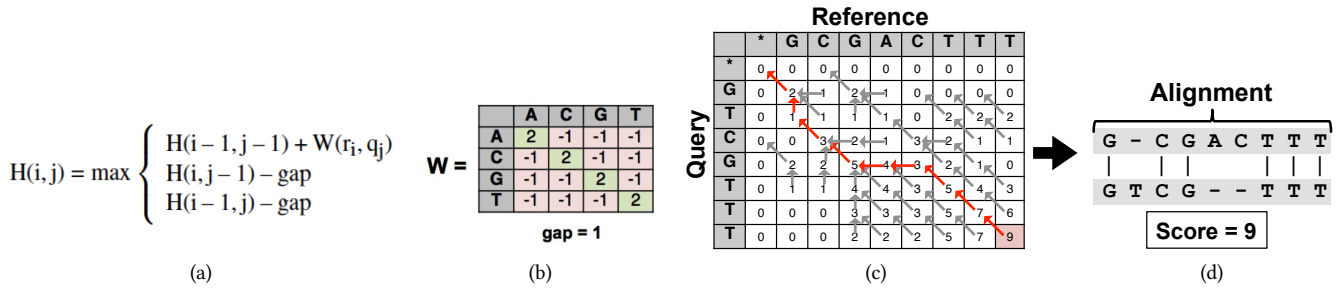 Reference
* G C G A C T T T
* 0 0 0 0 0 0 0 0 0
G 0 2 1 2 1 0 0 0 0
T 0 1 1 1 1 0 2 2 2
C 0 0 3 2 1 3 2 1 1
G 0 2 2 5 4 3 2 1 0
T 0 1 1 4 4 3 5 4 3
T 0 0 0 3 3 3 5 7 6
T 0 0 0 2 2 2 5 7 9
Query
H(i, j) = max {
H(i − 1, j − 1) + W(rᵢ, qⱼ)
H(i, j − 1) − gap
H(i − 1, j) − gap
W =
A C G T
A 2 -1 -1 -1
C -1 2 -1 -1
G -1 -1 2 -1
T -1 -1 -1 2
gap = 1
Alignment
G - C G A C T T T
| | | | | |
G T C G - - T T T
Score = 9
(a)
(b)
(c)
(d)